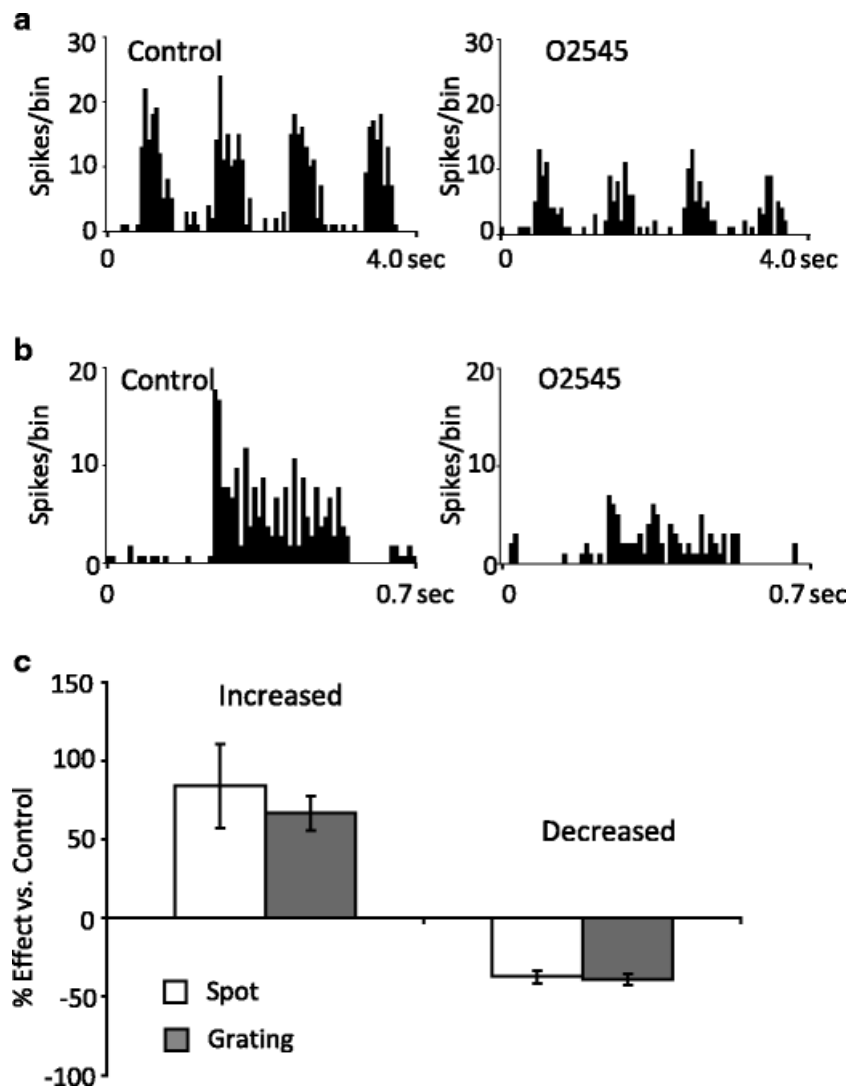 a
Control
O2545
Spikes/bin
30
20
10
0
0
4.0 sec
Spikes/bin
30
20
10
0
0
4.0 sec
b
Control
O2545
Spikes/bin
20
10
0
0
0.7 sec
Spikes/bin
20
10
0
0
0.7 sec
c
% Effect vs. Control
150
100
50
0
-50
-100
Increased
Decreased
Spot
Grating